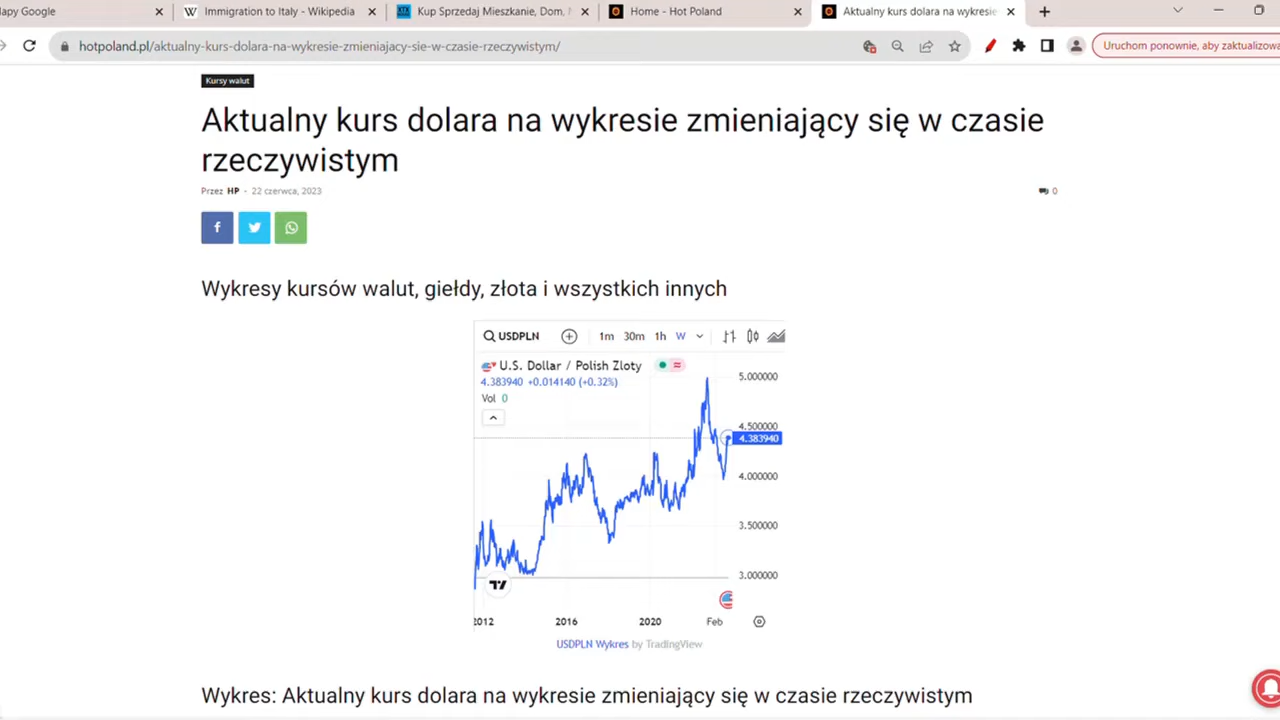 apy Google
Immigration to Italy - Wikipedia
Kup Sprzedaj Mieszkanie, Dom.
Home - Hot Poland
Aktualny kurs dolara na wykresie
hotpoland.pl/aktualny-kurs-dolara-na-wykresie-zmieniajacy-sie-w-czasie-rzeczywistym/
Uruchom ponownie, aby zaktualizowa
Kursy walut
Aktualny kurs dolara na wykresie zmieniający się w czasie
rzeczywistym
Przez HP - 22 czerwca, 2023
0
Wykresy kursów walut, giełdy, złota i wszystkich innych
USDPLN 1m 30m 1h W
U.S. Dollar / Polish Zloty
4.383940 +0.014140 (+0.32%)
Vol 0
5.000000
4.500000
4.383940
4.000000
3.500000
3.000000
2012 2016 2020 Feb
USDPLN Wykres by TradingView
Wykres: Aktualny kurs dolara na wykresie zmieniający się w czasie rzeczywistym